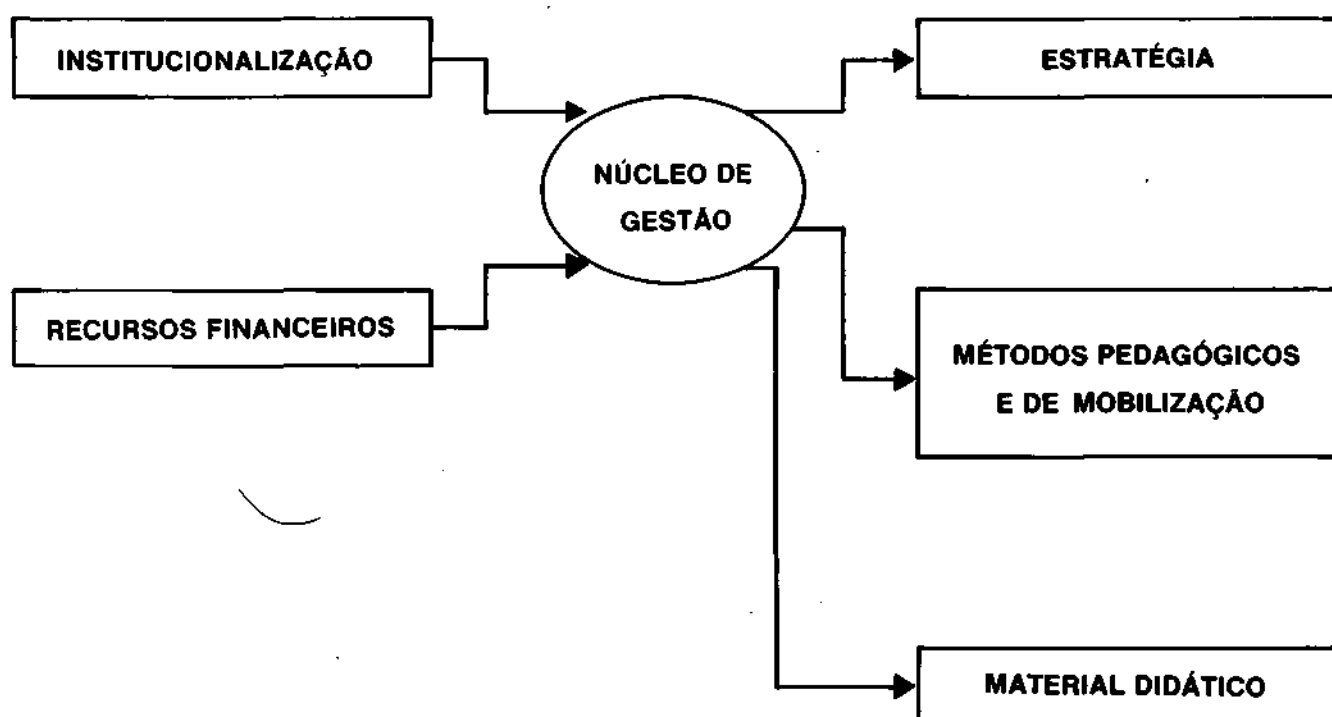 INSTITUCIONALIZAÇÃO
ESTRATÉGIA
NÚCLEO DE
GESTÃO
RECURSOS FINANCEIROS
MÉTODOS PEDAGÓGICOS
E DE MOBILIZAÇÃO
MATERIAL DIDÁTICO